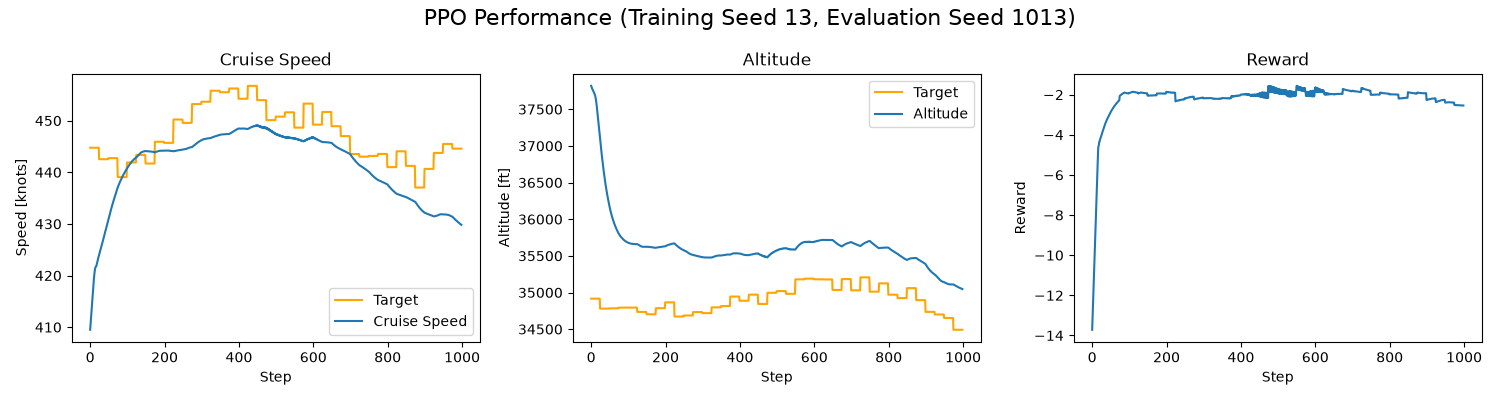 PPO Performance (Training Seed 13, Evaluation Seed 1013)
Cruise Speed
Speed [knots]
450
440
430
420
410
0 200 400 600 800 1000
Step
Target
Cruise Speed
Altitude
Altitude [ft]
37500
37000
36500
36000
35500
35000
34500
0 200 400 600 800 1000
Step
Target
Altitude
Reward
Reward
−2
−4
−6
−8
−10
−12
−14
0 200 400 600 800 1000
Step